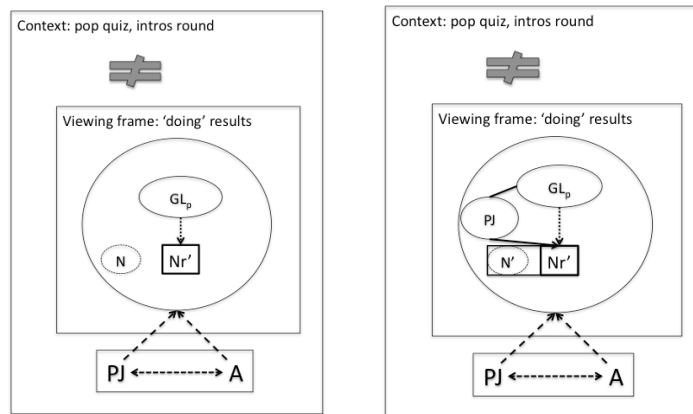 Context: pop quiz, intros round
Viewing frame: ‘doing’ results
GLp
N
Nr’
PJ
A
Context: pop quiz, intros round
Viewing frame: ‘doing’ results
GLp
PJ
N’
Nr’
PJ
A